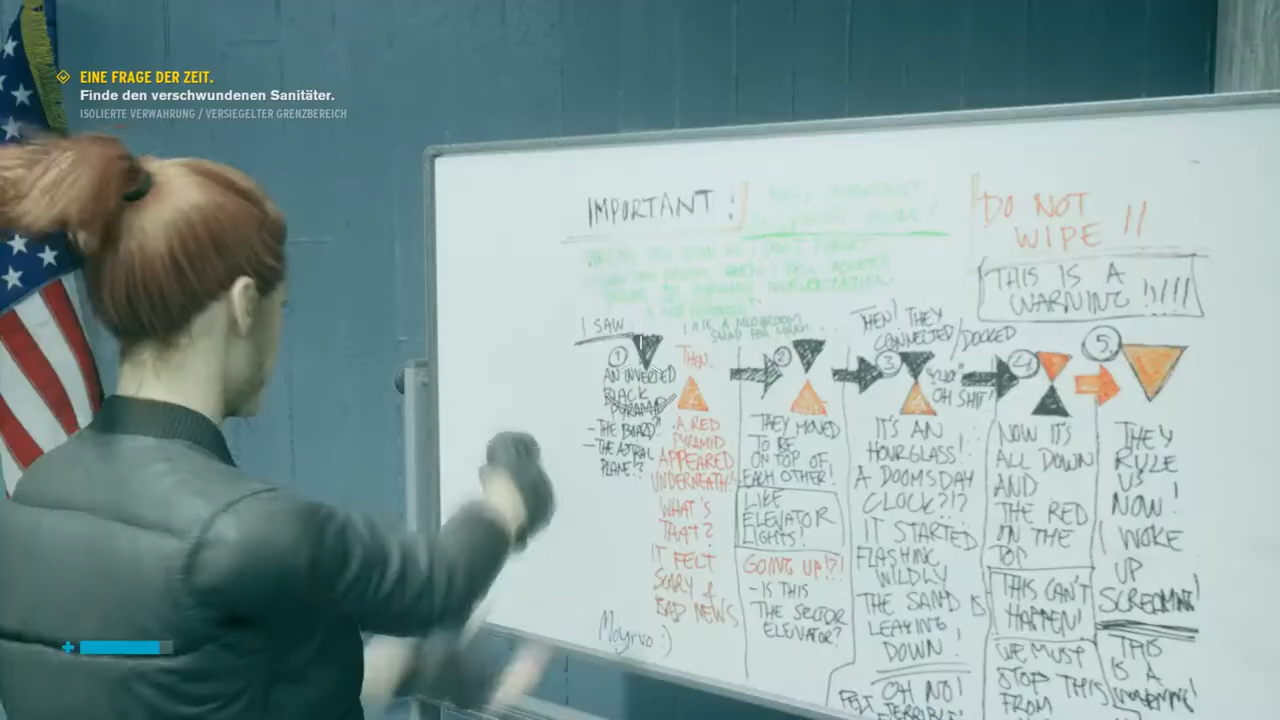 EINE FRAGE DER ZEIT.
Finde den verschwundenen Sanitäter.
ISOLIERTE VERWAHRUNG / VERSIEGELTER GRENZBEREICH
IMPORTANT!
DO NOT
WIPE !!
THIS IS A
WARNING !!!!!
I SAW
1
AN INVERTED
BLACK
PYRAMID
- "THE BOARD"
- THE ASTRAL
PLANE!?
THEN
A RED
PYRAMID
APPEARED
UNDERNEATH!
WHAT'S
THAT?
IT FELT
SCARY &
BAD NEWS
2
THEY MOVED
TO BE
ON TOP OF
EACH OTHER!
LIKE
ELEVATOR
LIGHTS!
GOING UP!?!
- IS THIS
THE SECTOR
ELEVATOR?
THEN! THEY
CONNECTED/DOCKED
3
OH SHIT!
IT'S AN
HOURGLASS!
A DOOMSDAY
CLOCK?!?
IT STARTED
FLASHING
WILDLY
THE SAND IS
LEAKING
DOWN!
OH NO!
FELT
TERRIBLE!
4
NOW IT'S
ALL DOWN
AND
THE RED
ON THE
TOP
THIS CAN'T
HAPPEN!
WE MUST
STOP THIS
FROM
5
THEY
RULE
US
NOW!
I WOKE
UP
SCREAMING!
THIS
IS A
WARNING!